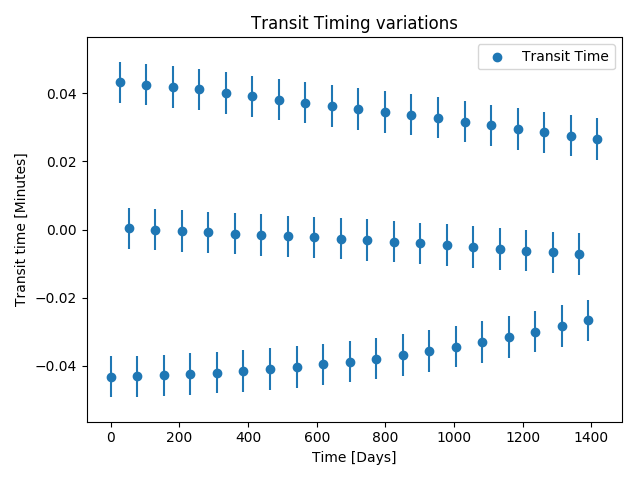 Transit Timing variations
Transit Time
Transit time [Minutes]
0.04
0.02
0.00
−0.02
−0.04
0 200 400 600 800 1000 1200 1400
Time [Days]